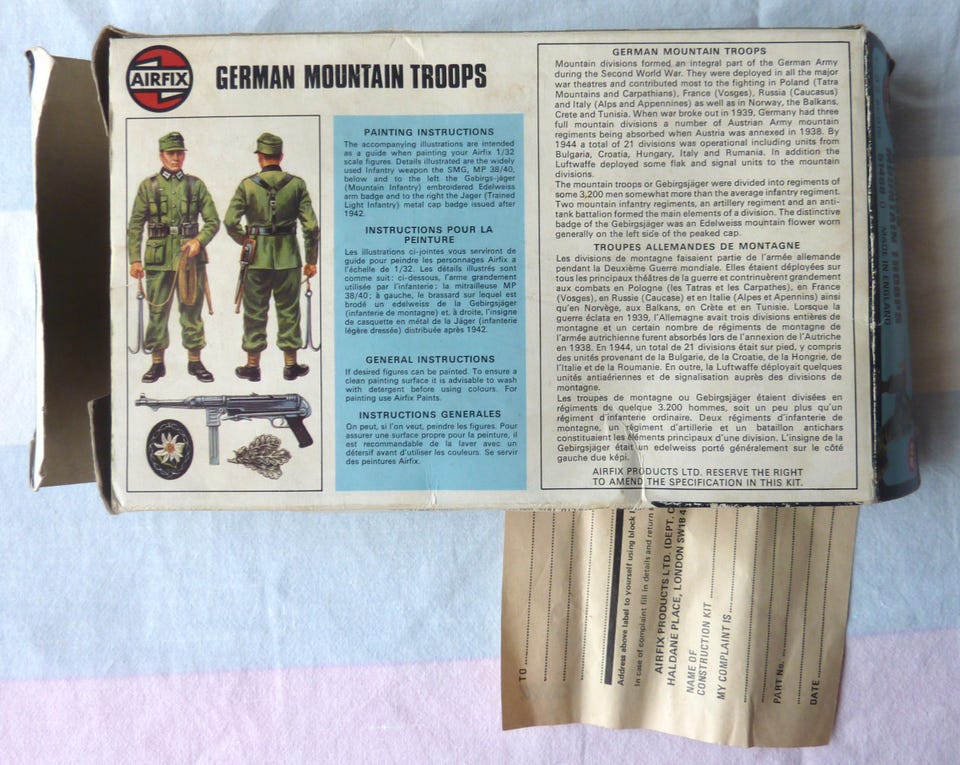 AIRFIX
GERMAN MOUNTAIN TROOPS
PAINTING INSTRUCTIONS
The accompanying illustrations are intended
as a guide when painting your Airfix 1/32
scale figures. Details illustrated are the widely
used Infantry weapon the SMG, MP 38/40,
below and to the left the Gebirgs-jäger
(Mountain Infantry) embroidered Edelweiss
arm badge and to the right the Jager (Trained
Light Infantry) metal cap badge issued after
1942.
INSTRUCTIONS POUR LA
PEINTURE
Les illustrations ci-jointes vous serviront de
guide pour peindre les personnages Airfix a
l'échelle de 1/32. Les détails illustrés sont
comme suit: ci-dessous, l'arme grandement
utilisée par l'infanterie: la mitrailleuse MP
38/40; à gauche, le brassard sur lequel est
brodé un edelweiss de la Gebirgsjäger
(infanterie de montagne) et, à droite, l'insigne
de casquette en métal de la Jäger (infanterie
légère dressée) distribuée après 1942.
GENERAL INSTRUCTIONS
If desired figures can be painted. To ensure a
clean painting surface it is advisable to wash
with detergent before using colours. For
painting use Airfix Paints.
INSTRUCTIONS GENERALES
On peut, si l'on veut, peindre les figures. Pour
assurer une surface propre pour la peinture, il
est recommandable de la laver avec un
détersif avant d'utiliser les couleurs. Se servir
des peintures Airfix.
GERMAN MOUNTAIN TROOPS
Mountain divisions formed an integral part of the German Army
during the Second World War. They were deployed in all the major
war theatres and contributed most to the fighting in Poland (Tatra
Mountains and Carpathians), France (Vosges), Russia (Caucasus)
and Italy (Alps and Appennines) as well as in Norway, the Balkans,
Crete and Tunisia. When war broke out in 1939, Germany had three
full mountain divisions a number of Austrian Army mountain
regiments being absorbed when Austria was annexed in 1938. By
1944 a total of 21 divisions was operational including units from
Bulgaria, Croatia, Hungary, Italy and Rumania. In addition the
Luftwaffe deployed some flak and signal units to the mountain
divisions.
The mountain troops or Gebirgsjäger were divided into regiments of
some 3,200 men somewhat more than the average infantry regiment.
Two mountain infantry regiments, an artillery regiment and an anti-
tank battalion formed the main elements of a division. The distinctive
badge of the Gebirgsjäger was an Edelweiss mountain flower worn
generally on the left side of the peaked cap.
TROUPES ALLEMANDES DE MONTAGNE
Les divisions de montagne faisaient partie de l'armée allemande
pendant la Deuxième Guerre mondiale. Elles étaient déployées sur
tous les principaux théâtres de la guerre et continuèrent grandement
aux combats en Pologne (les Tatras et les Carpathes), en France
(Vosges), en Russie (Caucase) et en Italie (Alpes et Apennins) ainsi
qu'en Norvège, aux Balkans, en Crète et en Tunisie. Lorsque la
guerre éclata en 1939, l'Allemagne avait trois divisions entières de
montagne et un certain nombre de régiments de montagne de
l'armée autrichienne furent absorbés lors de l'annexion de l'Autriche
en 1938. En 1944, un total de 21 divisions était sur pied, y compris
des unités provenant de la Bulgarie, de la Croatie, de la Hongrie, de
l'Italie et de la Roumanie. En outre, la Luftwaffe déployait quelques
unités antiaériennes et de signalisation auprès des divisions de
montagne.
Les troupes de montagne ou Gebirgsjäger étaient divisées en
régiments de quelque 3.200 hommes, soit un peu plus qu'un
régiment d'infanterie ordinaire. Deux régiments d'infanterie de
montagne, un régiment d'artillerie et un bataillon antichars
constituaient les éléments principaux d'une division. L'insigne de la
Gebirgsjäger était un edelweiss porté généralement sur le côté
gauche due képi.
AIRFIX PRODUCTS LTD. RESERVE THE RIGHT
TO AMEND THE SPECIFICATION IN THIS KIT.
MADE IN ENGLAND
TO
Address above label to yourself using block
In case of complaint fill in details and return
AIRFIX PRODUCTS LTD. (DEPT.
HALDANE PLACE, LONDON SW18 4
NAME OF
CONSTRUCTION KIT
MY COMPLAINT IS
PART No.
DATE